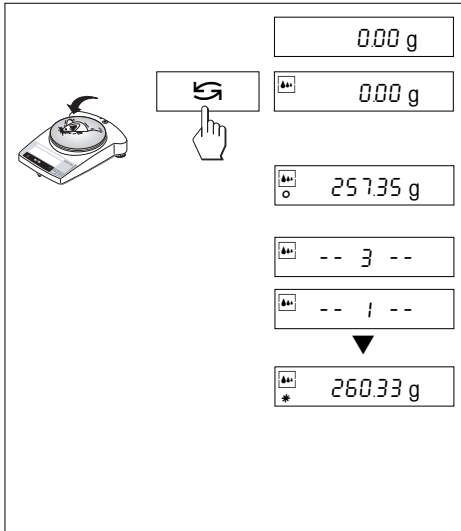 0.00 g
0.00 g
257.35 g
-- 3 --
-- 1 --
260.33 g